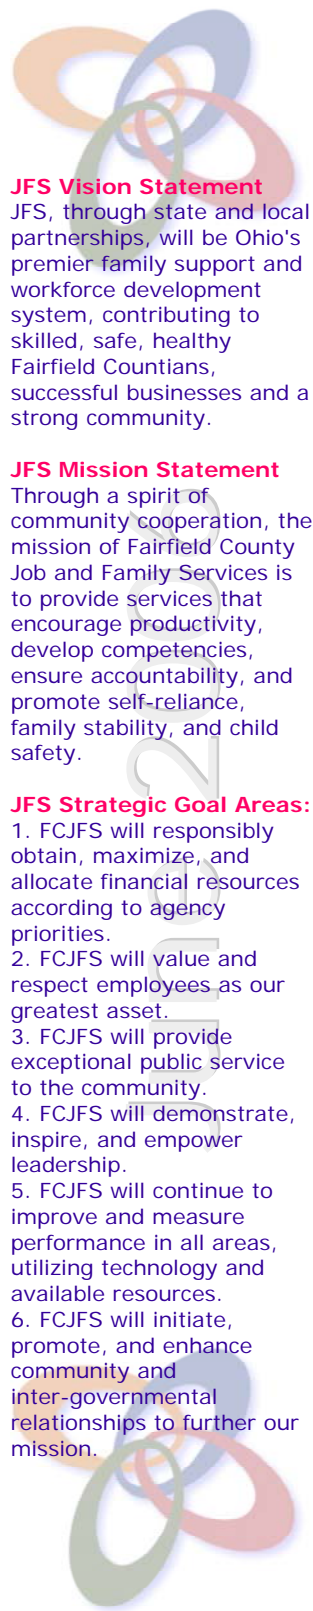 JFS Vision Statement
JFS, through state and local
partnerships, will be Ohio's
premier family support and
workforce development
system, contributing to
skilled, safe, healthy
Fairfield Countians,
successful businesses and a
strong community.
JFS Mission Statement
Through a spirit of
community cooperation, the
mission of Fairfield County
Job and Family Services is
to provide services that
encourage productivity,
develop competencies,
ensure accountability, and
promote self-reliance,
family stability, and child
safety.
JFS Strategic Goal Areas:
1. FCJFS will responsibly
obtain, maximize, and
allocate financial resources
according to agency
priorities.
2. FCJFS will value and
respect employees as our
greatest asset.
3. FCJFS will provide
exceptional public service
to the community.
4. FCJFS will demonstrate,
inspire, and empower
leadership.
5. FCJFS will continue to
improve and measure
performance in all areas,
utilizing technology and
available resources.
6. FCJFS will initiate,
promote, and enhance
community and
inter-governmental
relationships to further our
mission.
June 2006